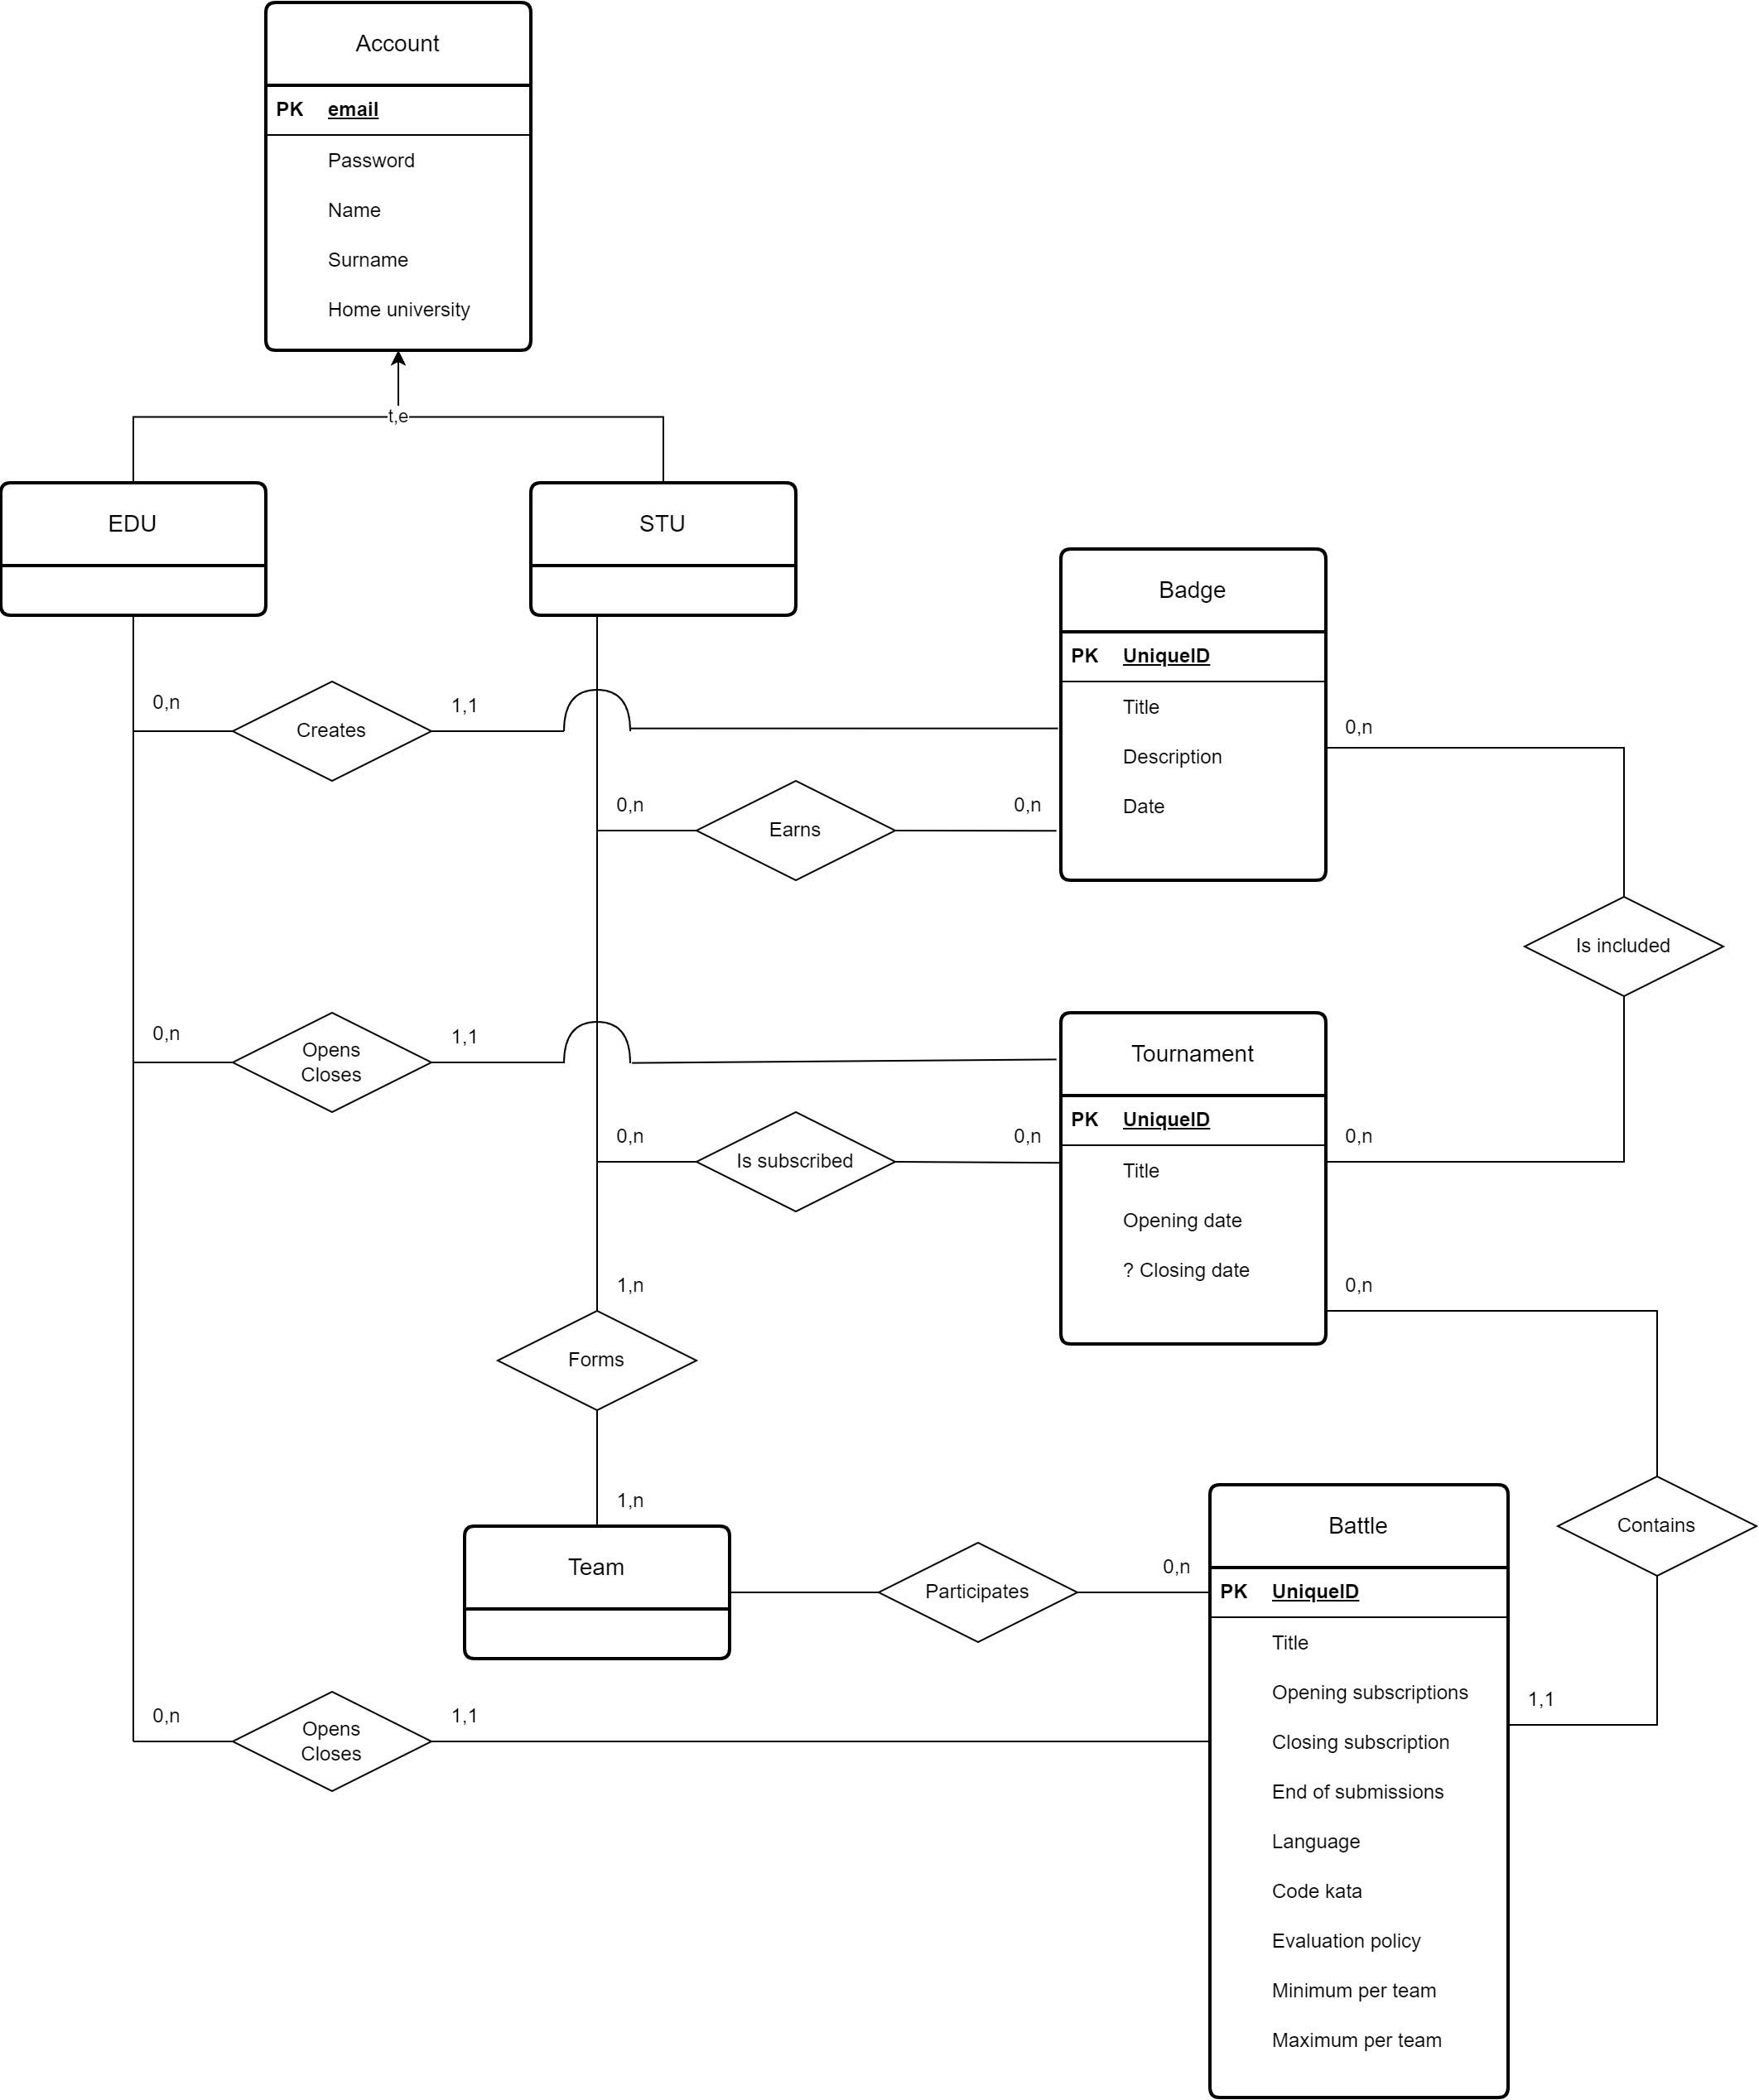 Account
PK email
Password
Name
Surname
Home university
t,e
EDU
STU
Badge
PK UniqueID
Title
Description
Date
0,n
Creates
1,1
0,n
0,n
Earns
0,n
Is included
0,n
Opens
Closes
1,1
Tournament
PK UniqueID
Title
Opening date
? Closing date
0,n
Is subscribed
0,n
0,n
1,n
0,n
Forms
1,n
Team
Participates
0,n
Contains
Battle
PK UniqueID
Title
Opening subscriptions
Closing subscription
End of submissions
Language
Code kata
Evaluation policy
Minimum per team
Maximum per team
1,1
0,n
Opens
Closes
1,1